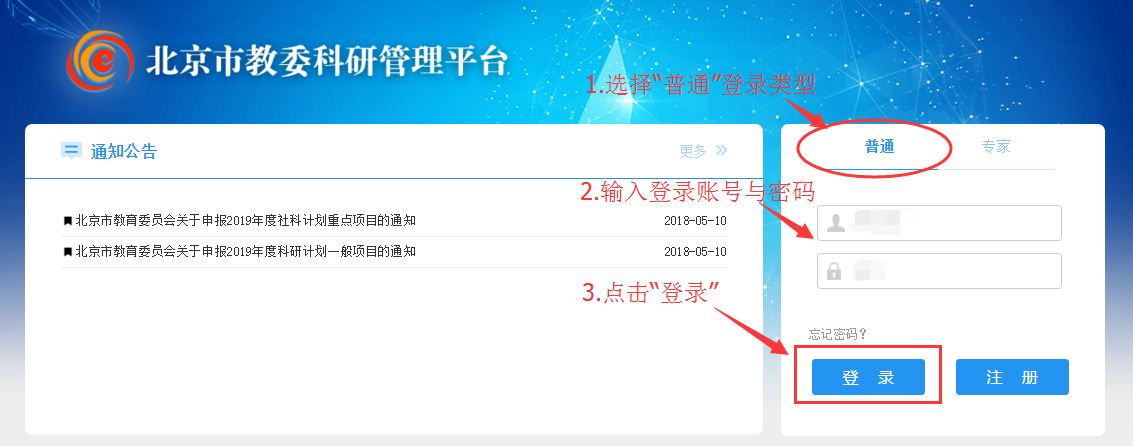 北京市教委科研管理平台
1.选择“普通”登录类型
通知公告
更多
普通
专家
2.输入登录账号与密码
北京市教育委员会关于申报2019年度社科计划重点项目的通知
2018-05-10
北京市教育委员会关于申报2019年度科研计划一般项目的通知
2018-05-10
3.点击“登录”
忘记密码?
登 录
注 册